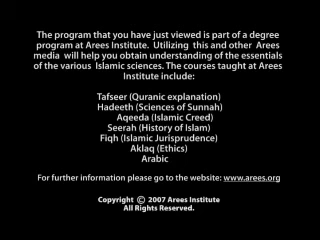 The program that you have just viewed is part of a degree
program at Arees Institute. Utilizing this and other Arees
media will help you obtain understanding of the essentials
of the various Islamic sciences. The courses taught at Arees
Institute include:
Tafseer (Quranic explanation)
Hadeeth (Sciences of Sunnah)
Aqeeda (Islamic Creed)
Seerah (History of Islam)
Fiqh (Islamic Jurisprudence)
Aklaq (Ethics)
Arabic
For further information please go to the website: www.arees.org
Copyright © 2007 Arees Institute
All Rights Reserved.